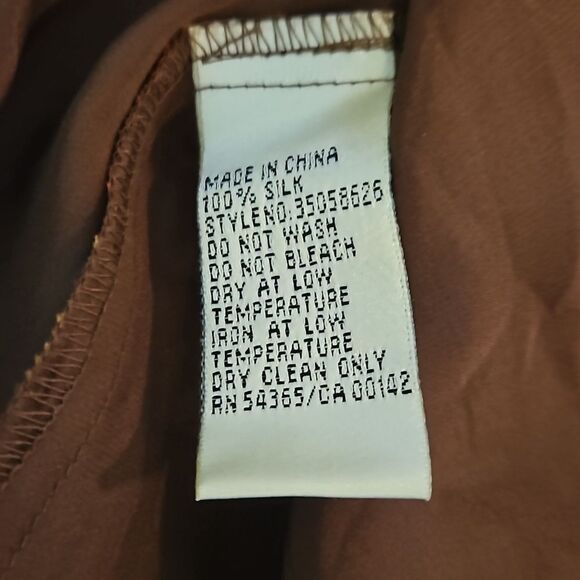 MADE IN CHINA
100% SILK
STYLENO:35058626
DO NOT WASH
DO NOT BLEACH
DRY AT LOW
TEMPERATURE
IRON AT LOW
TEMPERATURE
DRY CLEAN ONLY
RN 54365/CA 00142